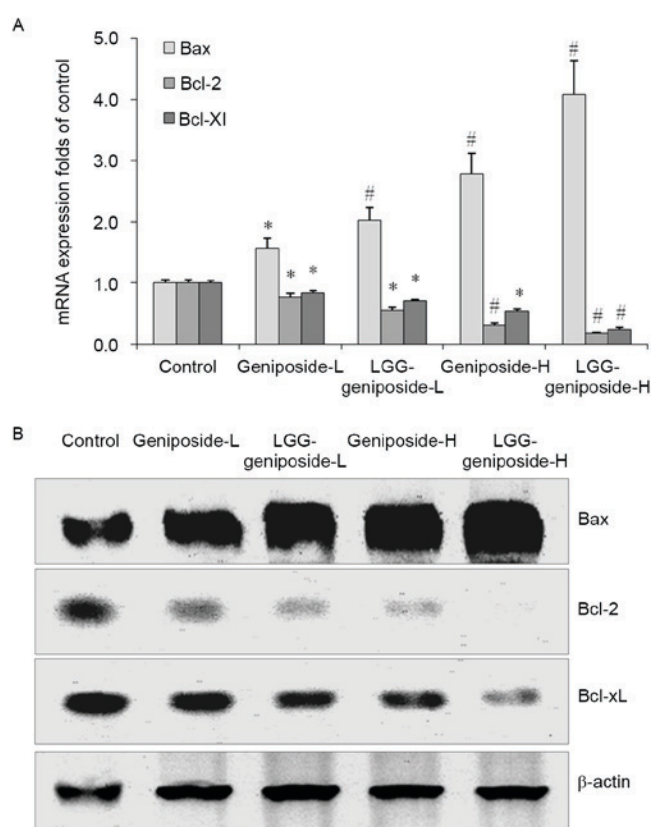 A
5.0
4.0
3.0
2.0
1.0
0.0
mRNA expression folds of control
Bax
Bcl-2
Bcl-XI
* * *
# * *
# # *
# # #
Control Geniposide-L LGG- Geniposide-H LGG-
geniposide-L geniposide-H
B
Control Geniposide-L LGG- Geniposide-H LGG-
geniposide-L geniposide-H
Bax
Bcl-2
Bcl-xL
β-actin